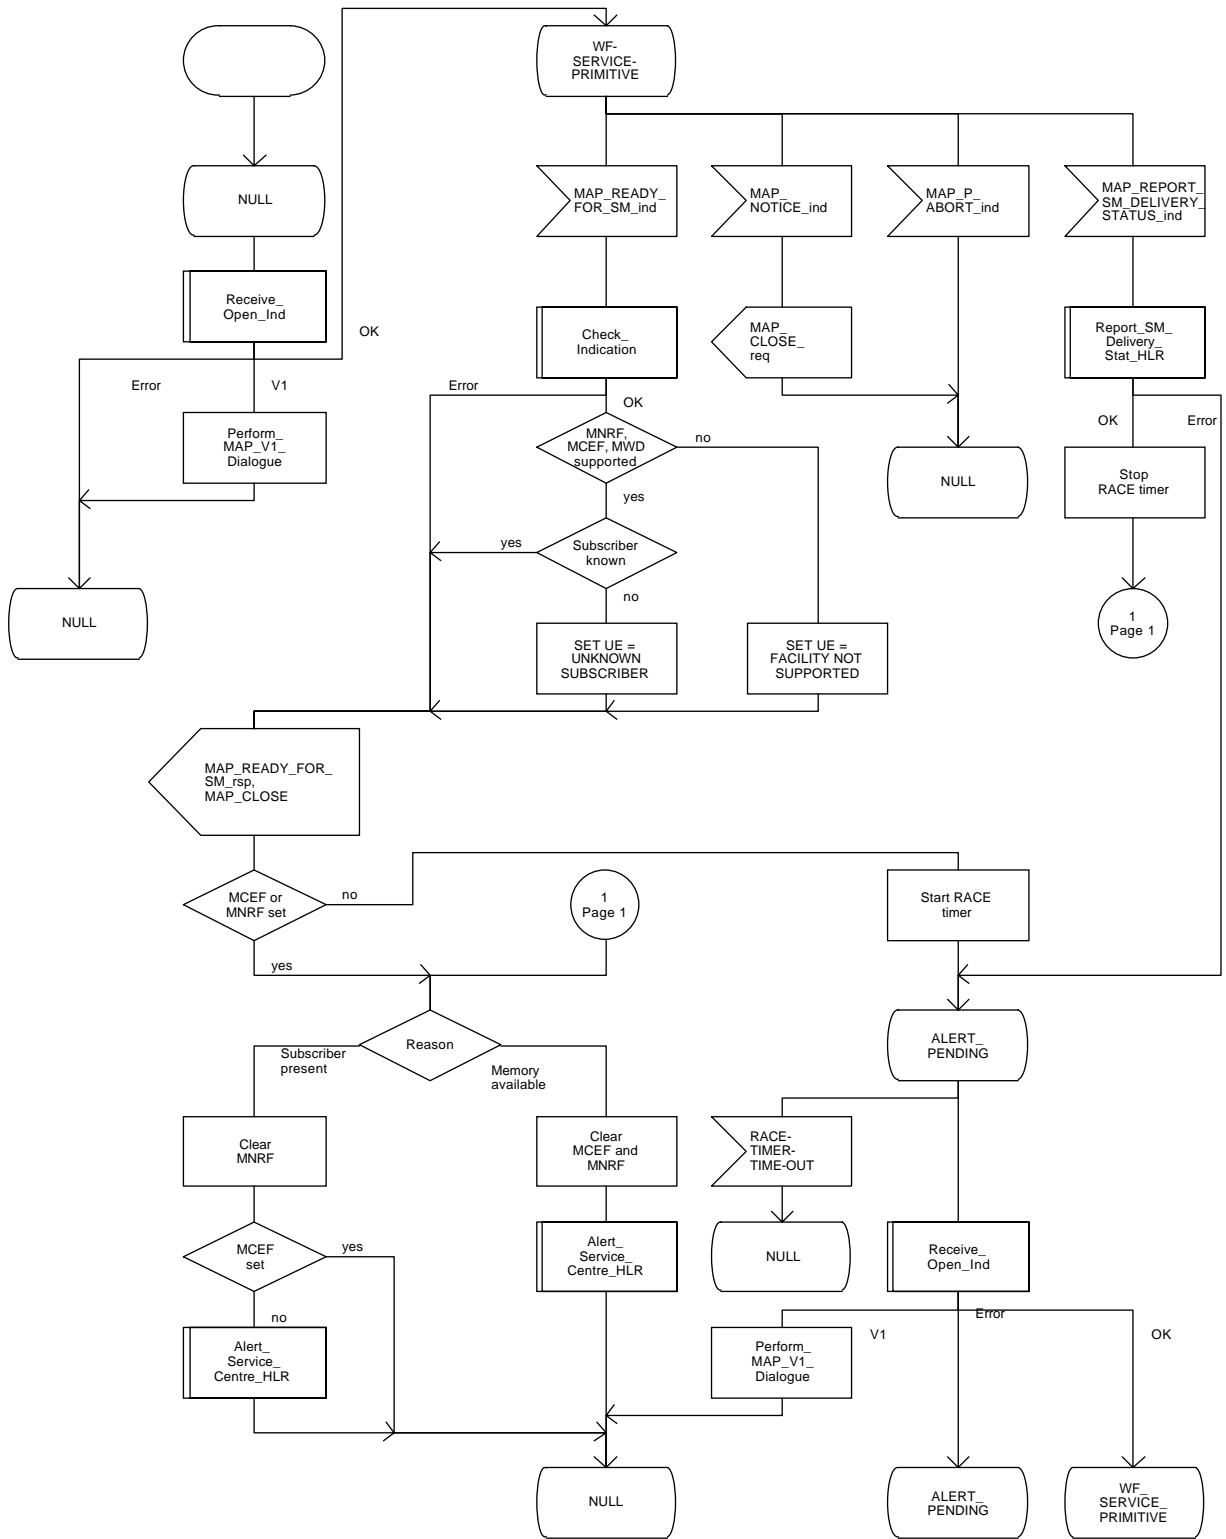 WF-
SERVICE-
PRIMITIVE
NULL
MAP_READY_
FOR_SM_ind
MAP_
NOTICE_ind
MAP_P_
ABORT_ind
MAP_REPORT_
SM_DELIVERY_
STATUS_ind
Receive_
Open_Ind
OK
Check_
Indication
MAP_
CLOSE_
req
Report_SM_
Delivery_
Stat_HLR
Error
V1
Error
OK
OK
Error
Perform_
MAP_V1_
Dialogue
MNRF,
MCEF, MWD
supported
no
yes
NULL
Stop
RACE timer
Subscriber
known
yes
no
NULL
1
Page 1
SET UE =
UNKNOWN
SUBSCRIBER
SET UE =
FACILITY NOT
SUPPORTED
MAP_READY_FOR_
SM_rsp,
MAP_CLOSE
MCEF or
MNRF set
no
yes
1
Page 1
Start RACE
timer
Reason
Subscriber
present
Memory
available
ALERT_
PENDING
Clear
MNRF
Clear
MCEF and
MNRF
RACE-
TIMER-
TIME-OUT
MCEF
set
yes
no
Alert_
Service_
Centre_HLR
NULL
Receive_
Open_Ind
Error
V1
OK
Alert_
Service_
Centre_HLR
Perform_
MAP_V1_
Dialogue
NULL
ALERT_
PENDING
WF_
SERVICE_
PRIMITIVE